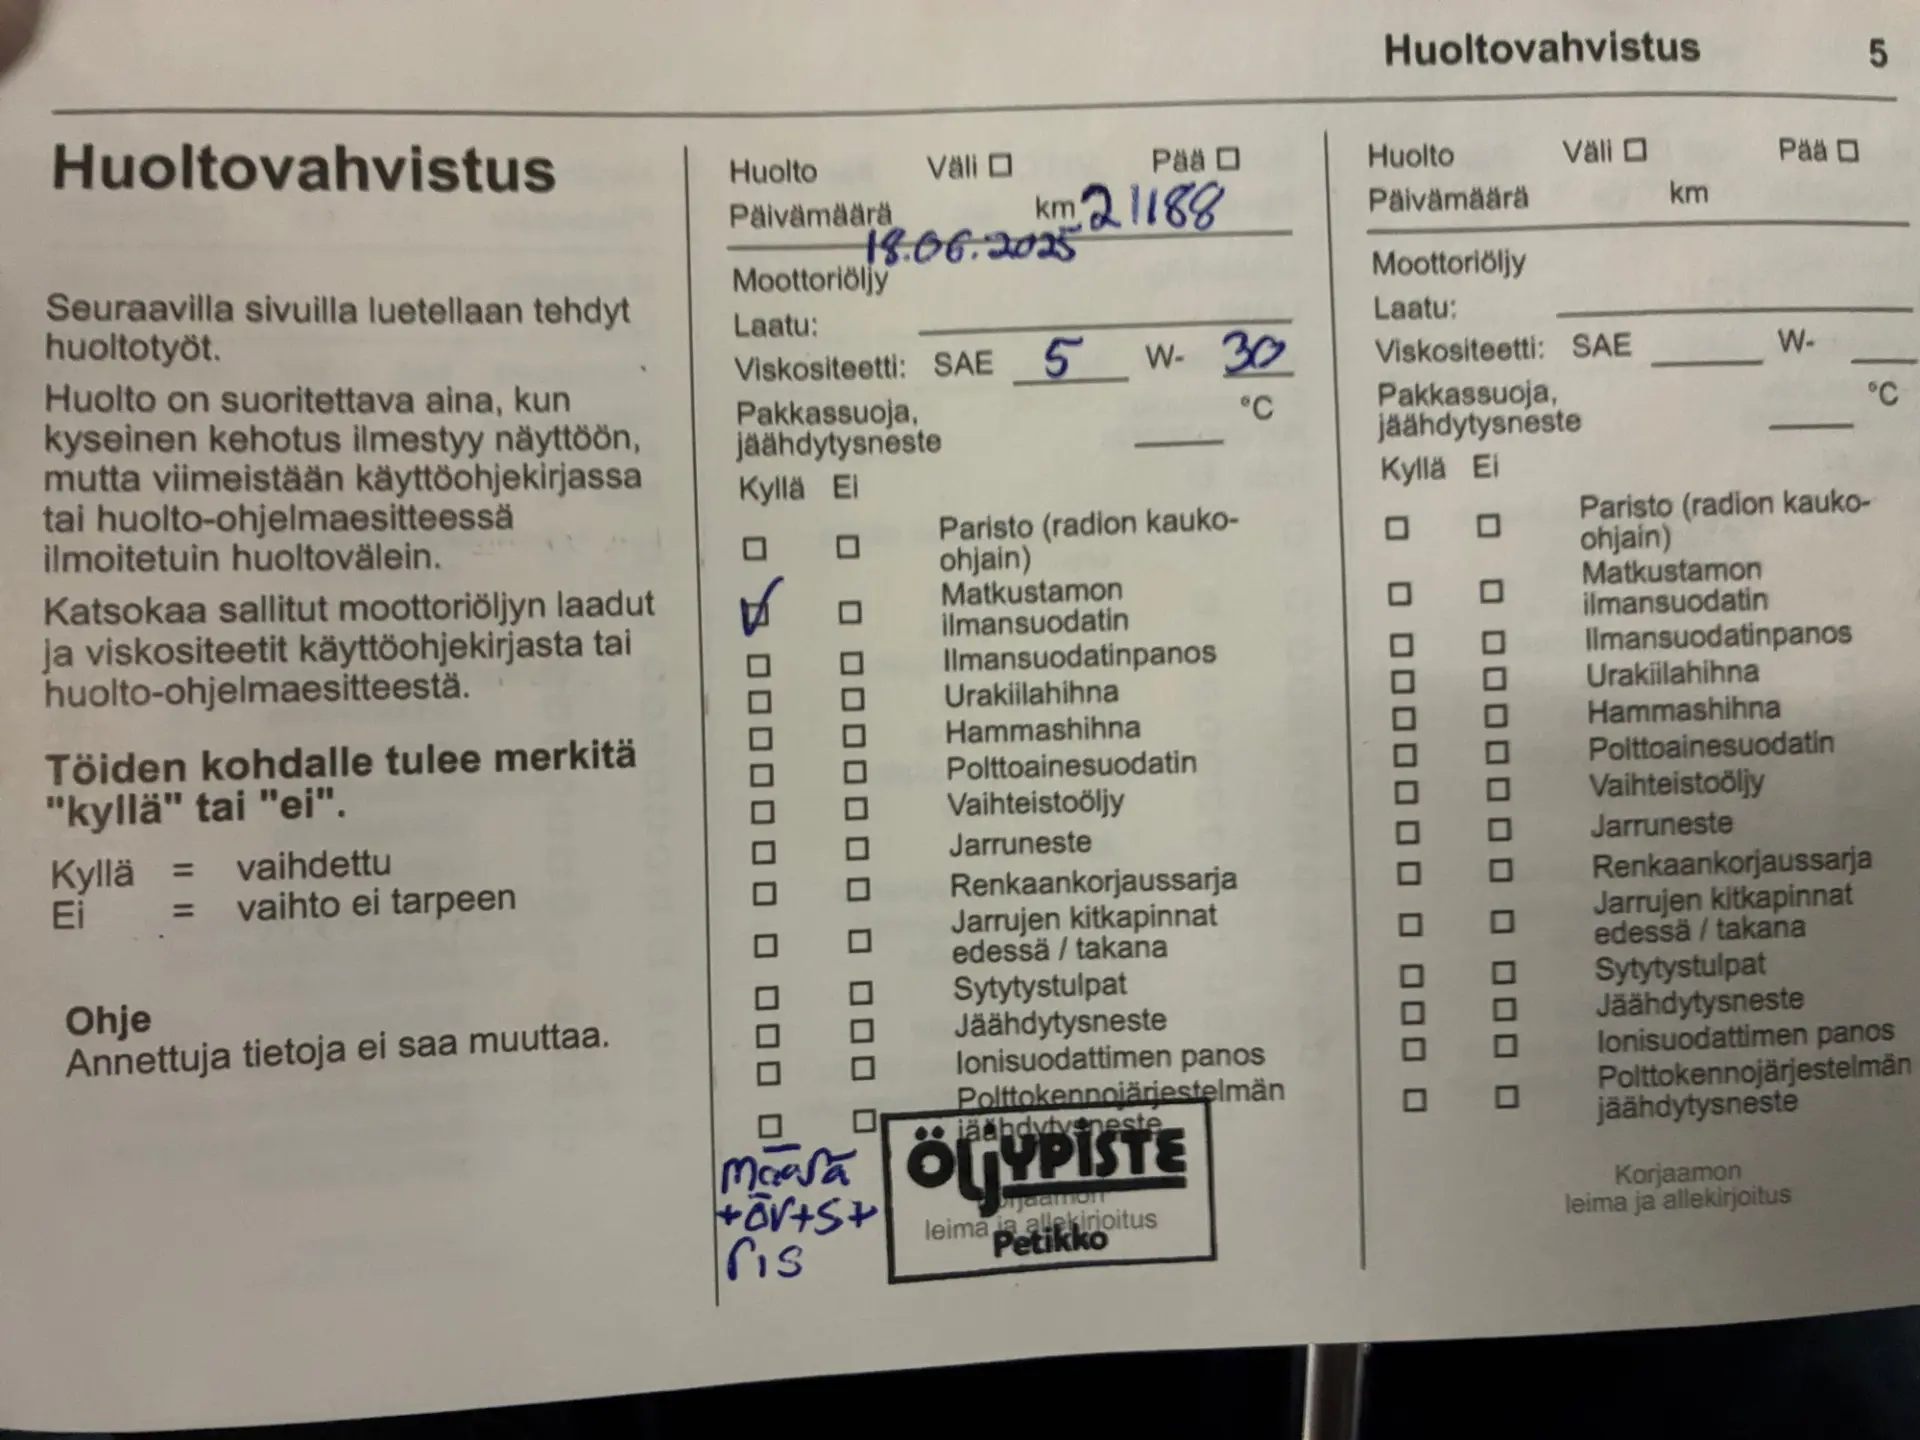 Huoltovahvistus 5
Huoltovahvistus
Seuraavilla sivuilla luetellaan tehdyt
huoltotyöt.
Huolto on suoritettava aina, kun
kyseinen kehotus ilmestyy näyttöön,
mutta viimeistään käyttöohjekirjassa
tai huolto-ohjelmaesitteessä
ilmoitetuin huoltovälein.
Katsokaa sallitut moottoriöljyn laadut
ja viskositeetit käyttöohjekirjasta tai
huolto-ohjelmaesitteestä.
Töiden kohdalle tulee merkitä
"kyllä" tai "ei".
Kyllä = vaihdettu
Ei = vaihto ei tarpeen
Ohje
Annettuja tietoja ei saa muuttaa.
Huolto Väli Pää
Päivämäärä km 21188
18.06.2025
Moottoriöljy
Laatu:
Viskositeetti: SAE 5 W- 30
Pakkassuoja, °C
jäähdytysneste
Kyllä Ei
Paristo (radion kauko-
ohjain)
Matkustamon
ilmansuodatin
Ilmansuodatinpanos
Urakiilahihna
Hammashihna
Polttoainesuodatin
Vaihteistoöljy
Jarruneste
Renkaankorjaussarja
Jarrujen kitkapinnat
edessä / takana
Sytytystulpat
Jäähdytysneste
Ionisuodattimen panos
Polttokennojärjestelmän
jäähdytysneste
+öv+s+
ris
ÖLJYPISTE
Korjaamon
leima ja allekirjoitus
Petikko
Huolto Väli Pää
Päivämäärä km
Moottoriöljy
Laatu:
Viskositeetti: SAE W-
Pakkassuoja, °C
jäähdytysneste
Kyllä Ei
Paristo (radion kauko-
ohjain)
Matkustamon
ilmansuodatin
Ilmansuodatinpanos
Urakiilahihna
Hammashihna
Polttoainesuodatin
Vaihteistoöljy
Jarruneste
Renkaankorjaussarja
Jarrujen kitkapinnat
edessä / takana
Sytytystulpat
Jäähdytysneste
Ionisuodattimen panos
Polttokennojärjestelmän
jäähdytysneste
Korjaamon
leima ja allekirjoitus